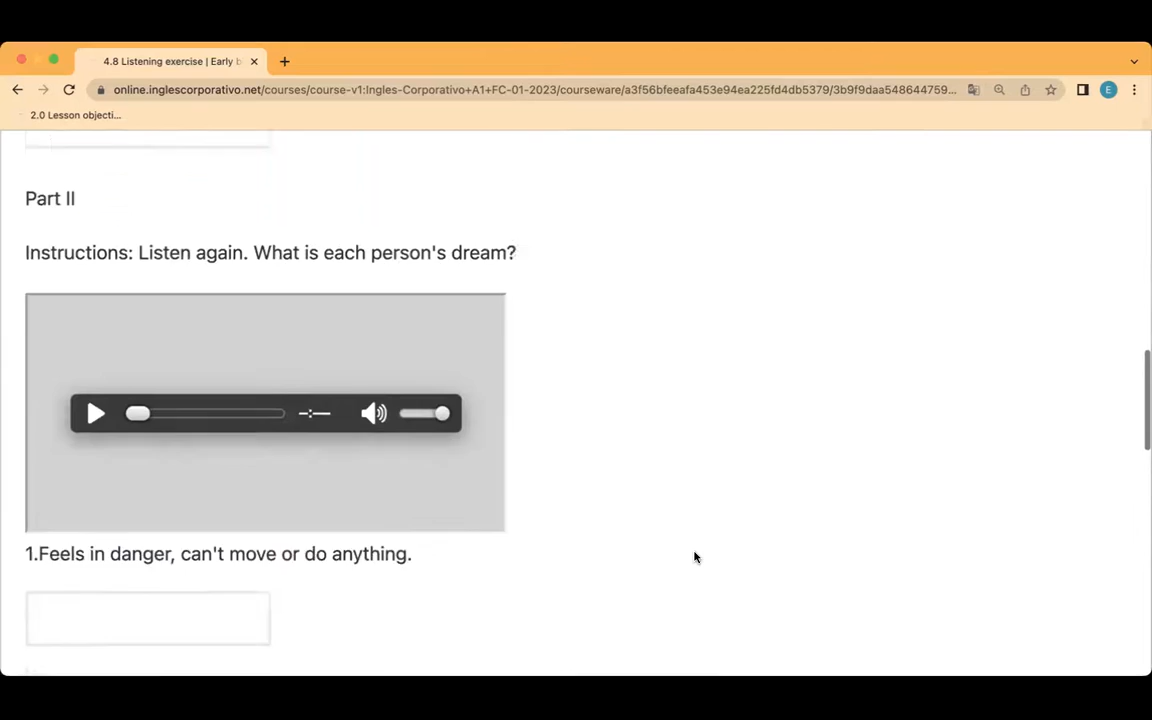 4.8 Listening exercise | Early b
online.inglescorporativo.net/courses/course-v1:Ingles-Corporativo+A1+FC-01-2023/courseware/a3f56bfeeafa453e94ea225fd4db5379/3b9f9daa548644759...
E
2.0 Lesson objecti...
Part II
Instructions: Listen again. What is each person's dream?
1.Feels in danger, can't move or do anything.